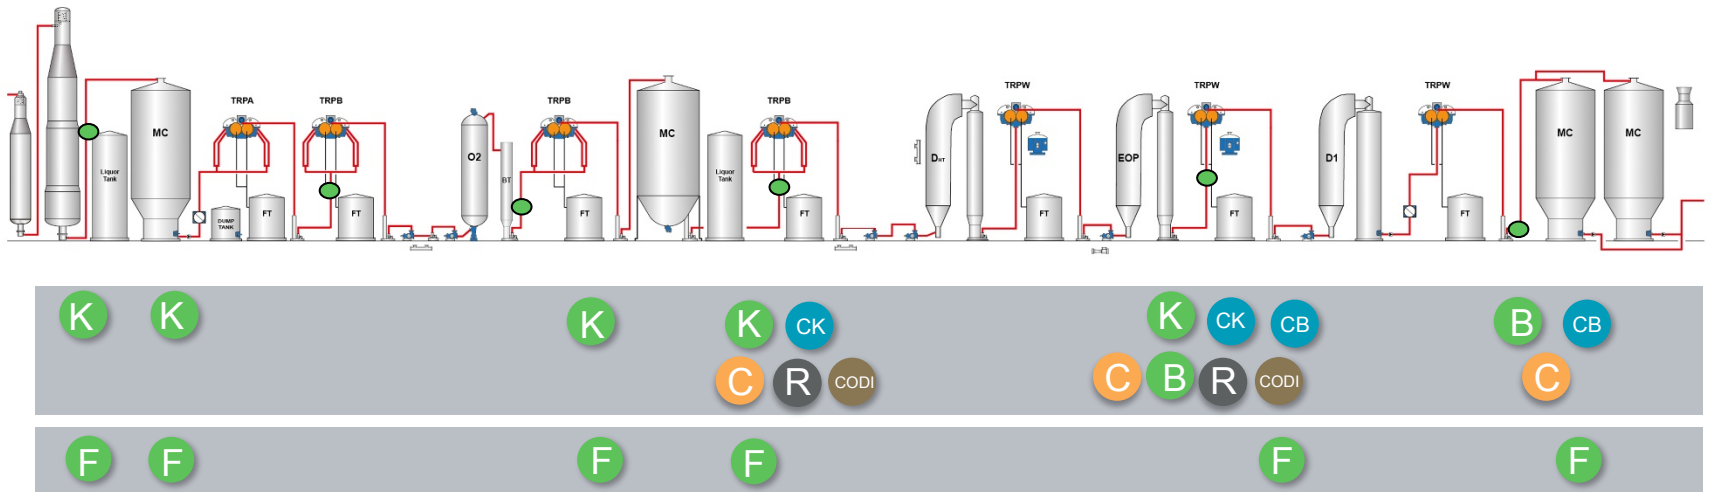 TRPA
TRPB
TRPB
TRPB
TRPW
TRPW
TRPW
MC
O2
MC
DHT
EOP
D1
MC
MC
Liquor
Tank
BT
Liquor
Tank
DUMP
TANK
FT
FT
FT
FT
FT
FT
FT
K
K
K
K
CK
K
CK
CB
B
CB
C
R
CODI
C
B
R
CODI
C
F
F
F
F
F
F